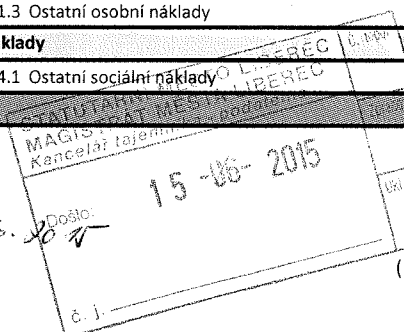 1.3 Ostatní osobní náklady
klady
4.1 Ostatní sociální náklady
STATUTÁRNÍ MĚSTO LIBEREC
MAGISTRÁT MĚSTA LIBEREC
Kancelář tajemníka - podatelna
15 -06- 2015
Došlo:
č. j.